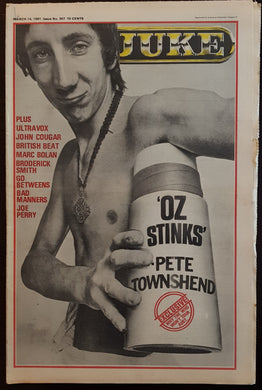 MARCH 14, 1981 Issue No. 307 70 CENTS
JUKE
PLUS
ULTRAVOX
JOHN COUGAR
BRITISH BEAT
MARC BOLAN
BRODERICK
SMITH
GO
BETWEENS
BAD
MANNERS
JOE
PERRY
'OZ
STINKS'
PETE
TOWNSHEND
EXCLUSIVE